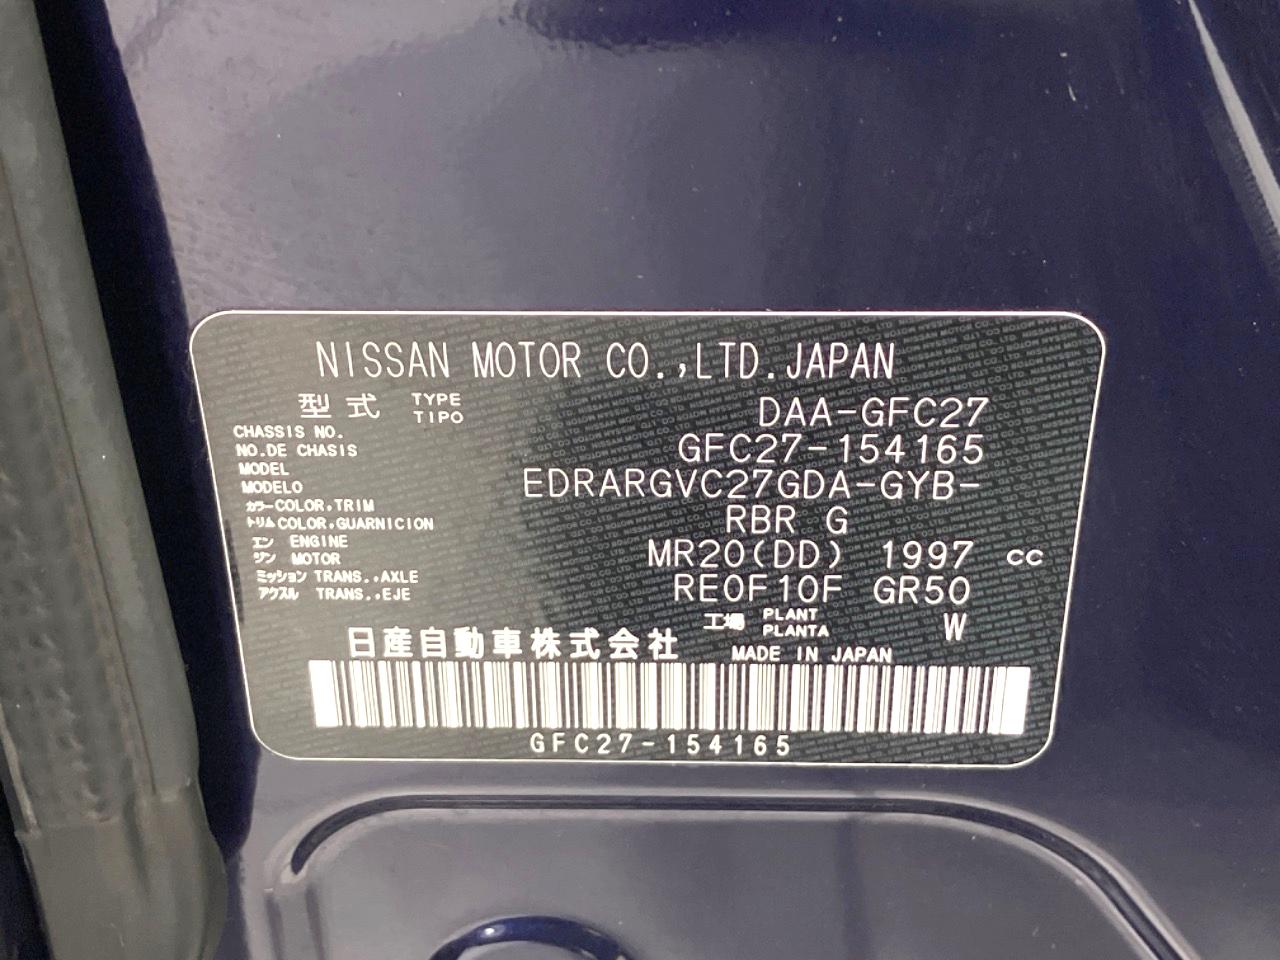 NISSAN MOTOR CO.,LTD.JAPAN
型式 TYPE TIPO DAA-GFC27
CHASSIS NO.
NO.DE CHASIS GFC27-154165
MODEL
MODELO EDRARGVC27GDA-GYB-
カラー COLOR,TRIM
トリム COLOR,GUARNICION RBR G
エン ENGINE
ジン MOTOR MR20(DD) 1997 cc
ミッション TRANS.,AXLE
アクスル TRANS.,EJE RE0F10F GR50
工場 PLANT PLANTA W
日産自動車株式会社 MADE IN JAPAN
GFC27-154165